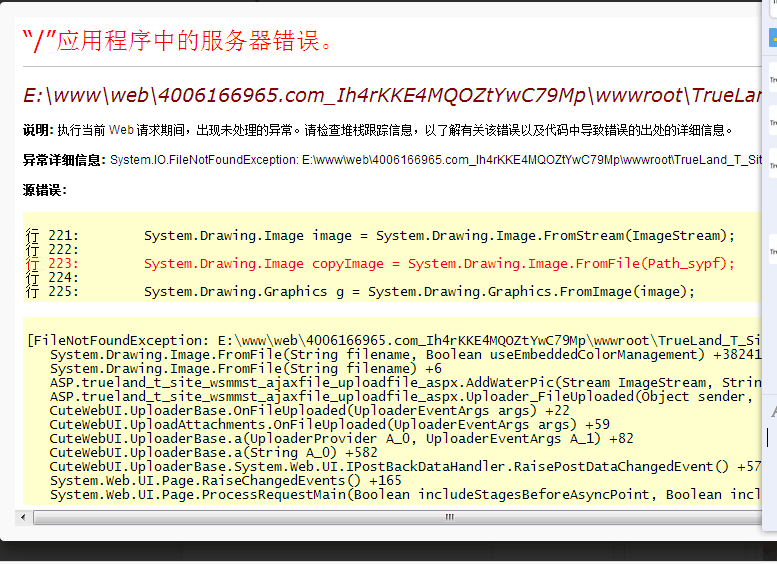 “/”应用程序中的服务器错误。
E:\www\web\4006166965.com_Ih4rKKE4MQOZtYwC79Mp\wwwroot\TrueLan
说明: 执行当前 Web 请求期间，出现未处理的异常。请检查堆栈跟踪信息，以了解有关该错误以及代码中导致错误的出处的详细信息。
异常详细信息: System.IO.FileNotFoundException: E:\www\web\4006166965.com_Ih4rKKE4MQOZtYwC79Mp\wwwroot\TrueLand_T_Sit
源错误:
行 221: System.Drawing.Image image = System.Drawing.Image.FromStream(ImageStream);
行 222:
行 223: System.Drawing.Image copyImage = System.Drawing.Image.FromFile(Path_sypf);
行 224:
行 225: System.Drawing.Graphics g = System.Drawing.Graphics.FromImage(image);
[FileNotFoundException: E:\www\web\4006166965.com_Ih4rKKE4MQOZtYwC79Mp\wwwroot\TrueLand_T_Si
System.Drawing.Image.FromFile(String filename, Boolean useEmbeddedColorManagement) +38241
System.Drawing.Image.FromFile(String filename) +6
ASP.trueland_t_site_wsmmst_ajaxfile_uploadfile_aspx.AddWaterPic(Stream ImageStream, Strin
ASP.trueland_t_site_wsmmst_ajaxfile_uploadfile_aspx.Uploader_FileUploaded(Object sender,
CuteWebUI.UploaderBase.OnFileUploaded(UploaderEventArgs args) +22
CuteWebUI.UploadAttachments.OnFileUploaded(UploaderEventArgs args) +59
CuteWebUI.UploaderBase.a(UploaderProvider A_0, UploaderEventArgs A_1) +82
CuteWebUI.UploaderBase.a(String A_0) +582
CuteWebUI.UploaderBase.System.Web.UI.IPostBackDataHandler.RaisePostDataChangedEvent() +57
System.Web.UI.Page.RaiseChangedEvents() +165
System.Web.UI.Page.ProcessRequestMain(Boolean includeStagesBeforeAsyncPoint, Boolean incl